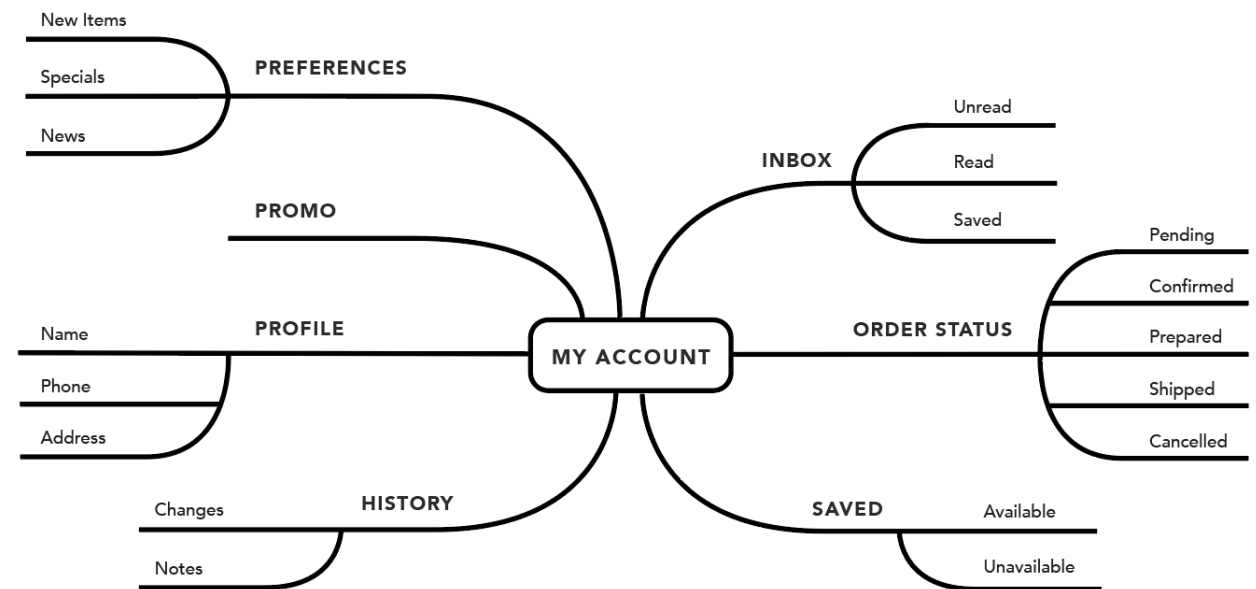 New Items
PREFERENCES
Specials
News
PROMO
PROFILE
Name
Phone
Address
HISTORY
Changes
Notes
MY ACCOUNT
INBOX
Unread
Read
Saved
ORDER STATUS
Pending
Confirmed
Prepared
Shipped
Cancelled
SAVED
Available
Unavailable